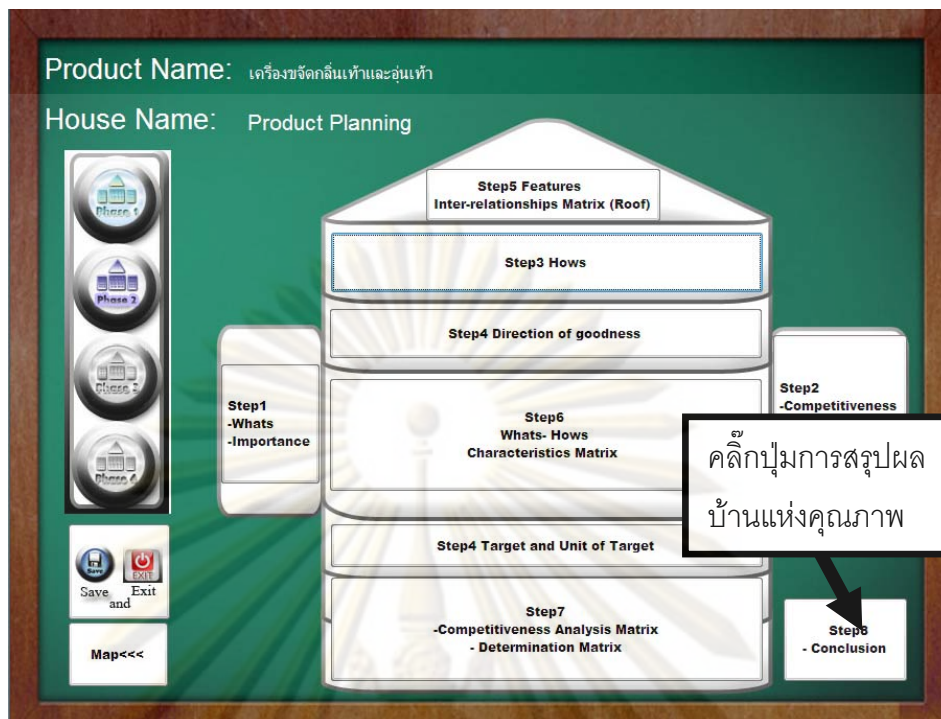 Product Name: เครื่องขจัดกลิ่นเท้าและอุ่นเท้า
House Name: Product Planning
Phase 1
Phase 2
Phase 3
Phase 4
Save
EXIT
Save Exit
and
Map<<<
Step5 Features
Inter-relationships Matrix (Roof)
Step3 Hows
Step4 Direction of goodness
Step1
-Whats
-Importance
Step6
Whats- Hows
Characteristics Matrix
Step2
-Competitiveness
คลิ๊กปุ่มการสรุปผล
บ้านแห่งคุณภาพ
Step4 Target and Unit of Target
Step7
-Competitiveness Analysis Matrix
- Determination Matrix
Step8
- Conclusion